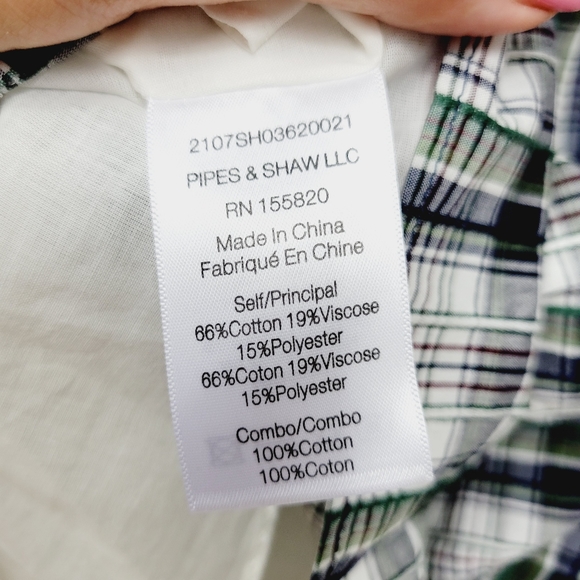 2107SH03620021
PIPES & SHAW LLC
RN 155820
Made In China
Fabriqué En Chine
Self/Principal
66%Cotton 19%Viscose
15%Polyester
66%Coton 19%Viscose
15%Polyester
Combo/Combo
100%Cotton
100%Coton